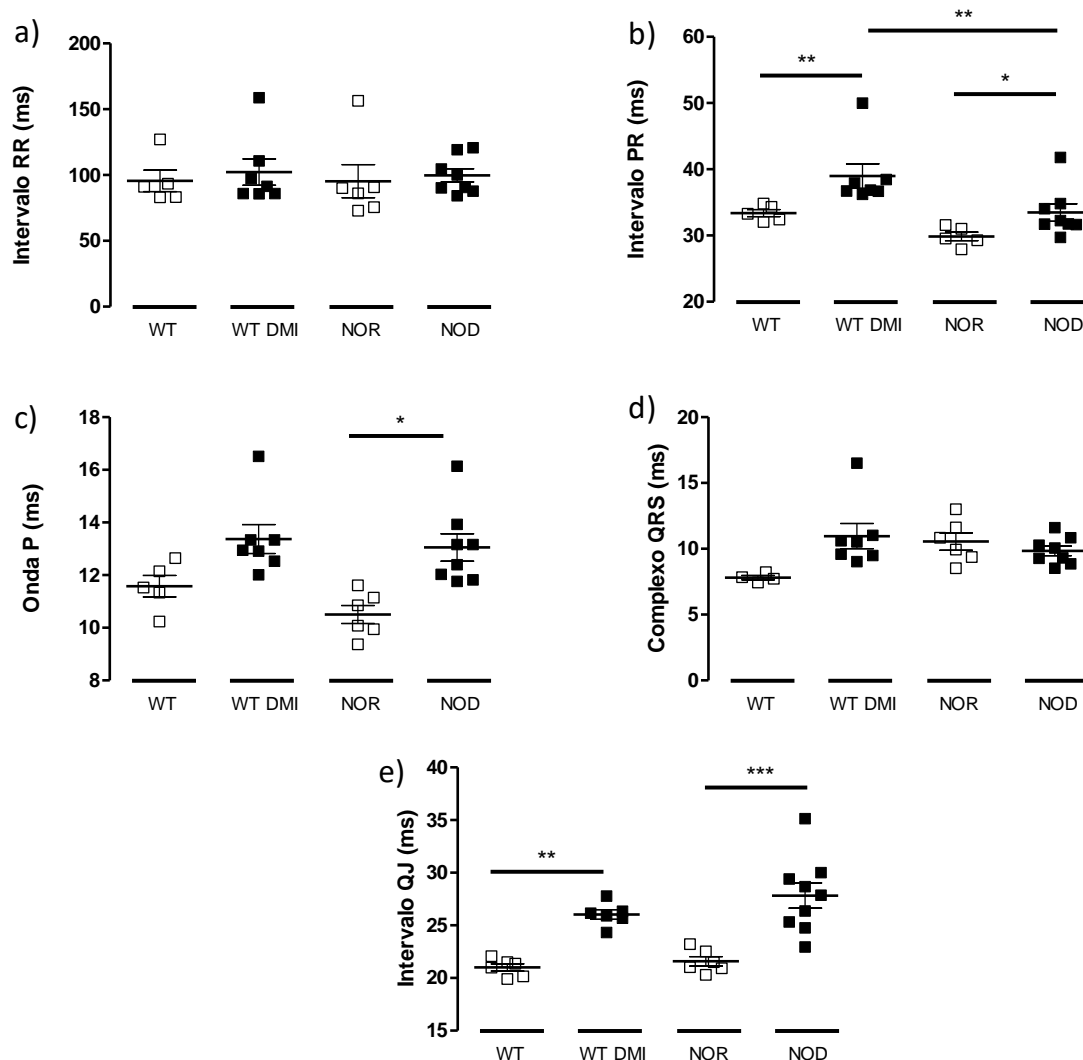 a)
Intervalo RR (ms)
200
150
100
50
0
WT WT DMI NOR NOD
b)
Intervalo PR (ms)
60
50
40
30
20
**
**
*
WT WT DMI NOR NOD
c)
Onda P (ms)
18
16
14
12
10
8
*
WT WT DMI NOR NOD
d)
Complexo QRS (ms)
20
15
10
5
0
WT WT DMI NOR NOD
e)
Intervalo QJ (ms)
40
35
30
25
20
15
**
***
WT WT DMI NOR NOD